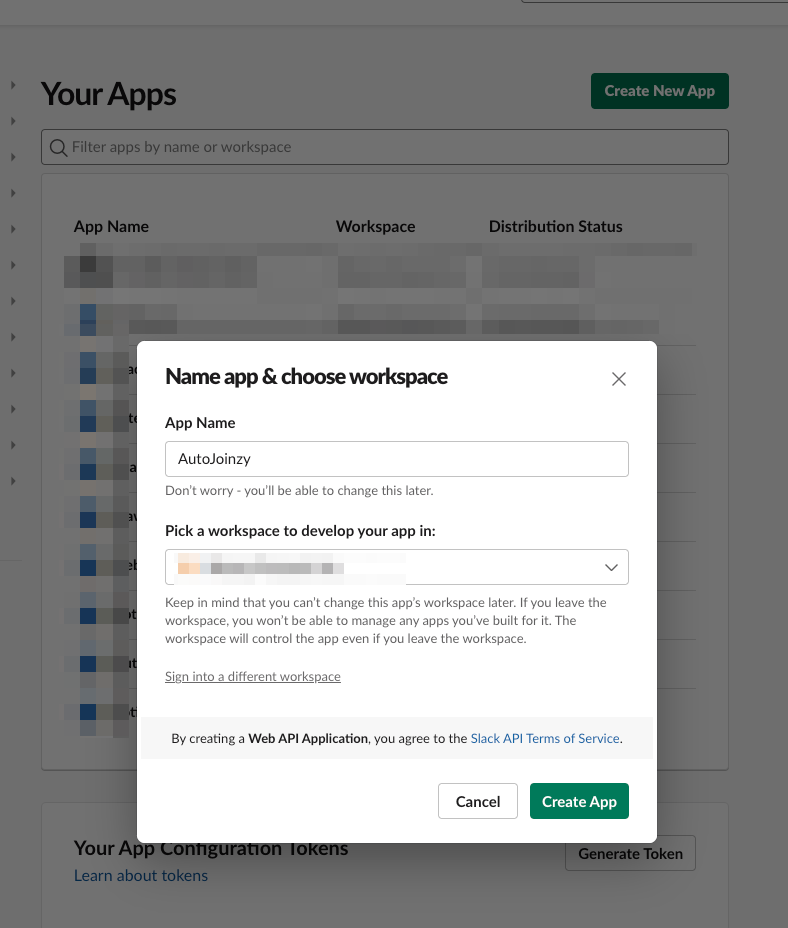 Your Apps
Create New App
Filter apps by name or workspace
App Name Workspace Distribution Status
Name app & choose workspace
App Name
AutoJoinzy
Don't worry - you'll be able to change this later.
Pick a workspace to develop your app in:
Keep in mind that you can't change this app's workspace later. If you leave the
workspace, you won't be able to manage any apps you've built for it. The
workspace will control the app even if you leave the workspace.
Sign into a different workspace
By creating a Web API Application, you agree to the Slack API Terms of Service.
Cancel
Create App
Your App Configuration Tokens
Generate Token
Learn about tokens